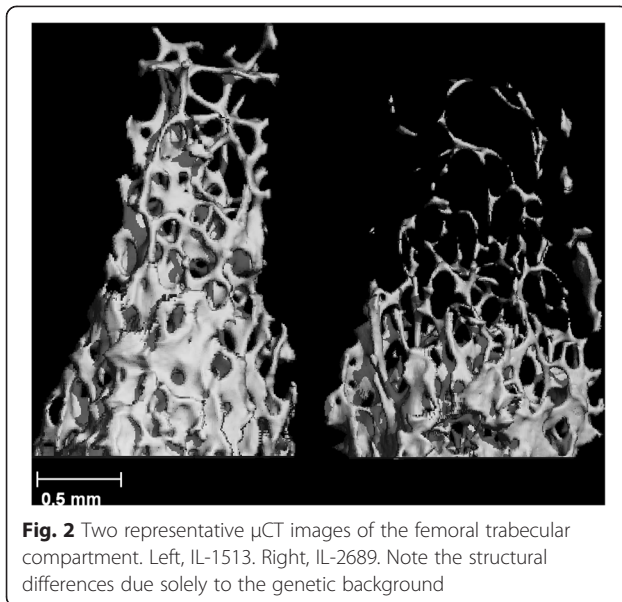 0.5 mm
Fig. 2 Two representative μCT images of the femoral trabecular
compartment. Left, IL-1513. Right, IL-2689. Note the structural
differences due solely to the genetic background